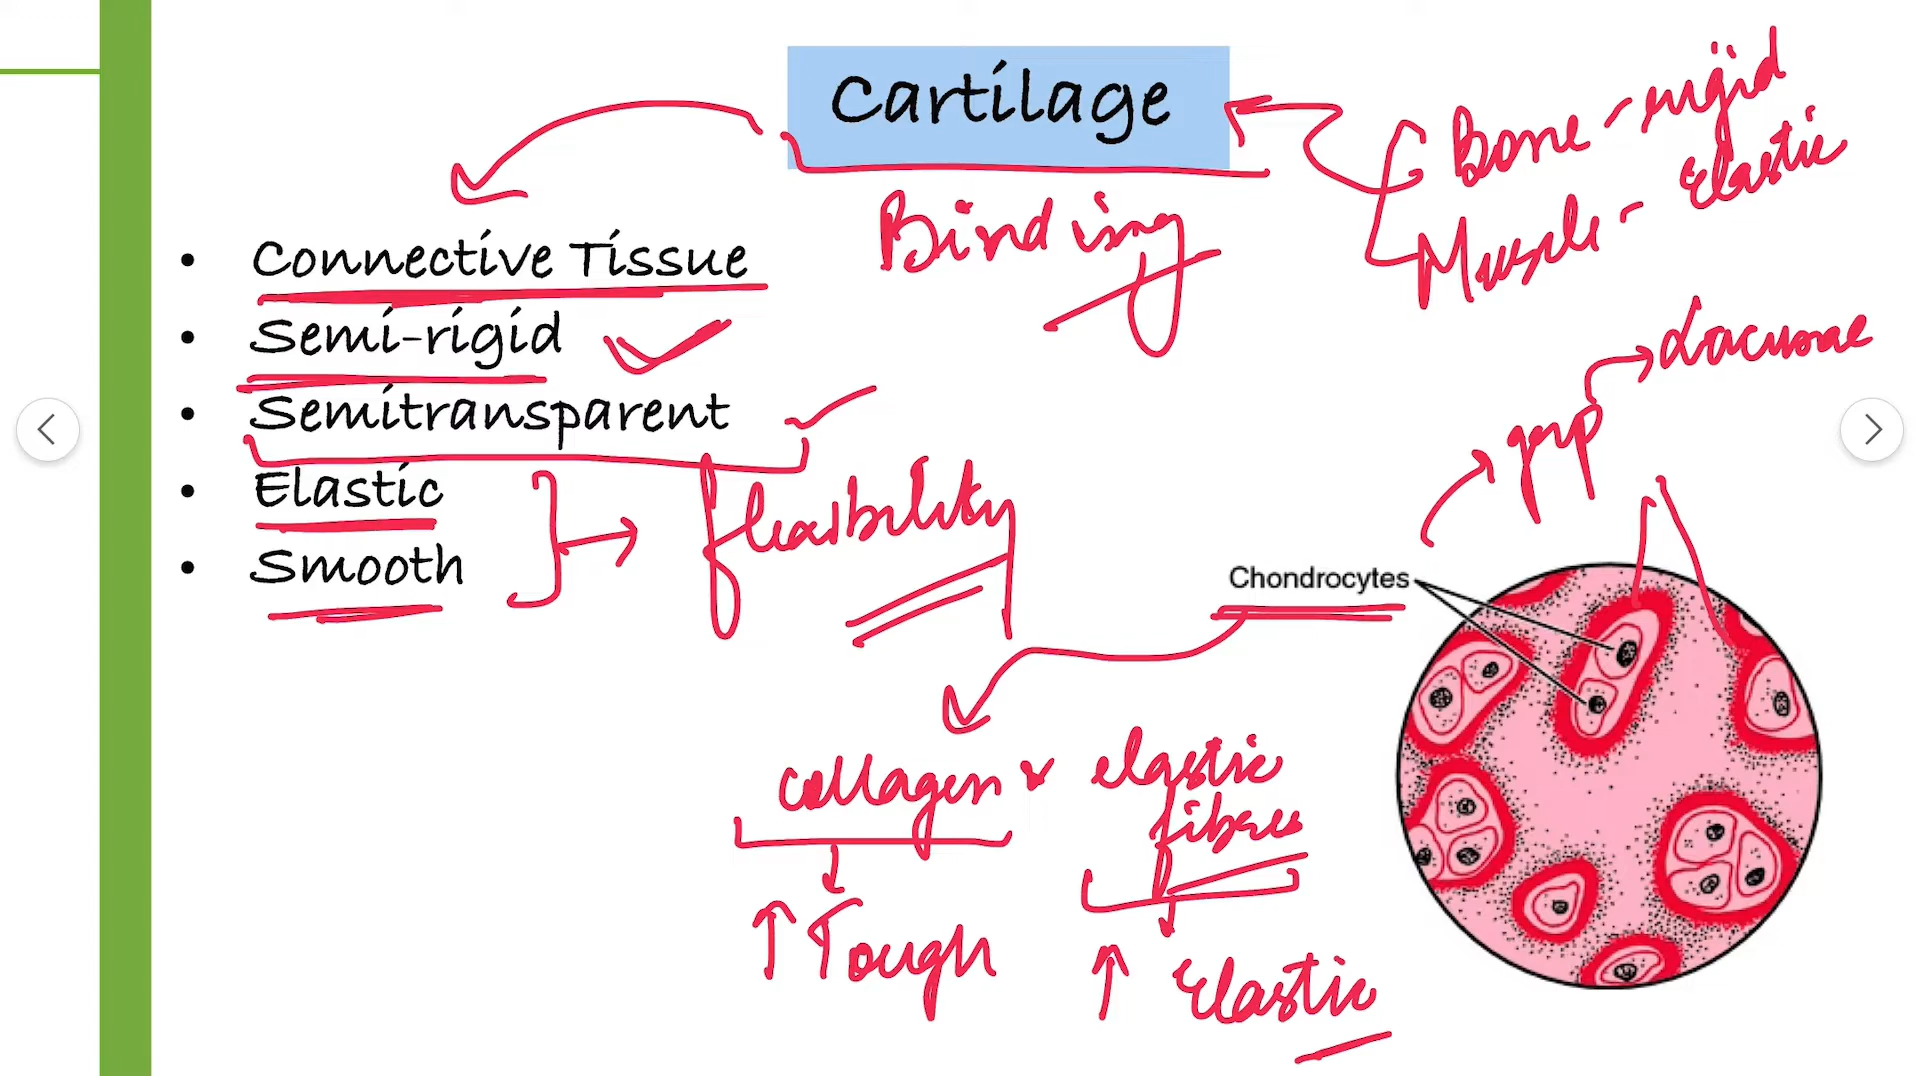 Cartilage
Bone - rigid
Muscle - Elastic
Binding
• Connective Tissue
• Semi-rigid
• Semitransparent
• Elastic
• Smooth
flexibility
Lacunae
gap
Chondrocytes
collagen & elastic
fibres
↑ Tough
↑ Elastic